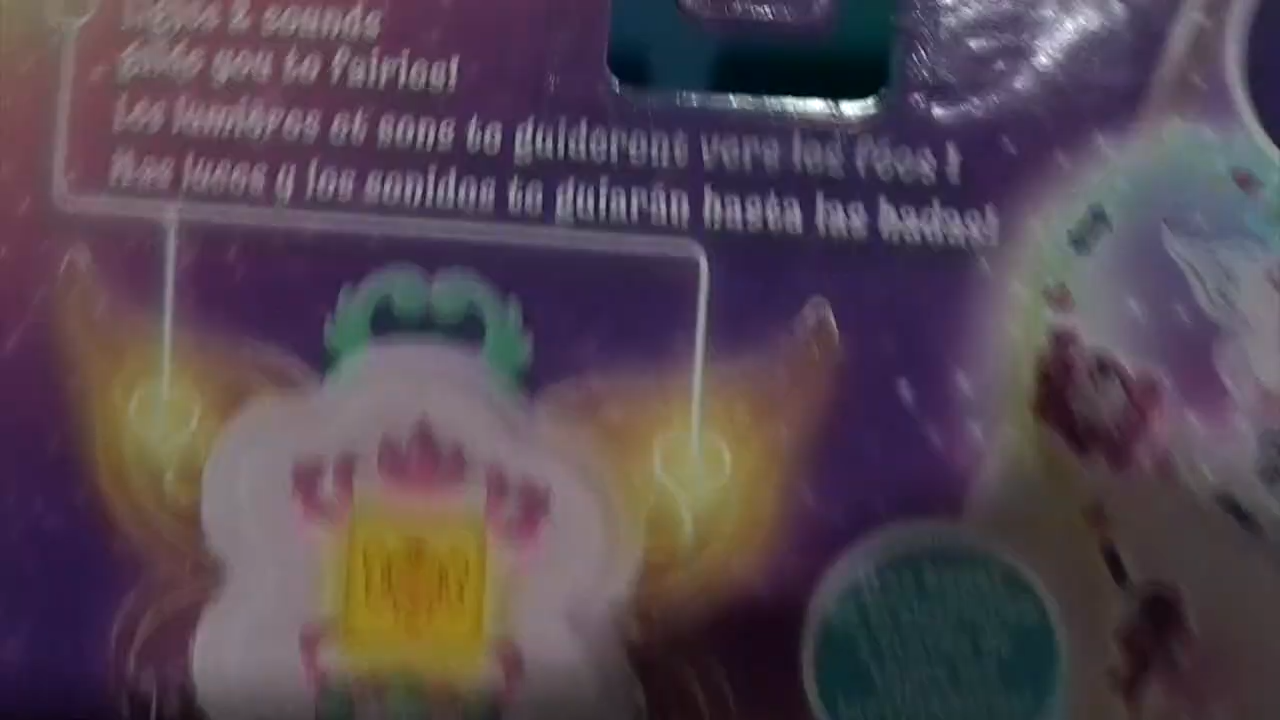 Lights & sounds
guide you to fairies!
Les lumières et sons te guideront vers les fées !
¡Las luces y los sonidos te guiarán hasta las hadas!